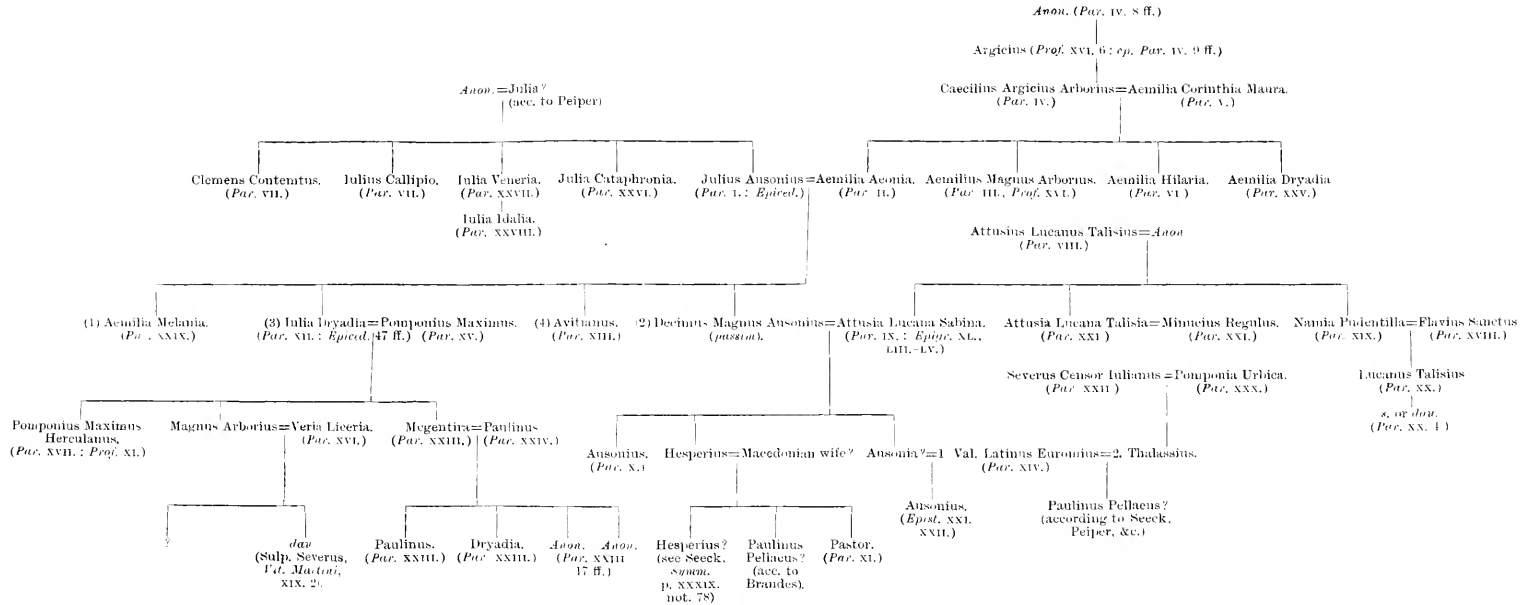 Anon. (Par. IV. 8 ff.)
Argicius (Prof. XVI. 6 : cp. Par. IV. 9 ff.)
Anon.=Julia?
(acc. to Peiper)
Caecilius Argicius Arborius=Aemilia Corinthia Maura.
(Par. IV.) (Par. V.)
Clemens Contemtus. Iulius Callipio. Iulia Veneria. Julia Cataphronia. Julius Ausonius=Aemilia Aeonia. Aemilius Magnus Arborius. Aemilia Hilaria. Aemilia Dryadia
(Par. VII.) (Par. VII.) (Par. XXVII.) (Par. XXVI.) (Par. I. : Epiced.) (Par II.) (Par III., Prof. XVI.) (Par. VI) (Par. XXV.)
Iulia Idalia.
(Par. XXVIII.)
Attusius Lucanus Talisius=Anon
(Par. VIII.)
(1) Aemilia Melania. (3) Iulia Dryadia=Pomponius Maximus. (4) Avitianus. (2) Decimus Magnus Ausonius=Attusia Lucana Sabina. Attusia Lucana Talisia=Minucius Regulus. Namia Pudentilla=Flavius Sanctus
(Pa. XXIX.) (Par. XII. : Epiced. 47 ff.) (Par. XV.) (Par. XIII.) (passim). (Par. IX. : Epigr. XL., (Par. XXI) (Par. XXI.) (Par. XIX.) (Par. XVIII.)
LIII.-LV.)
Severus Censor Iulianus=Pomponia Urbica. Lucanus Talisius
(Par XXII) (Par. XXX.) (Par. XX.)
Pomponius Maximus Magnus Arborius=Veria Liceria. Megentira=Paulinus s. or dau.
Herculanus. (Par. XVI.) (Par. XXIII.) (Par. XXIV.) (Par. XX. 4)
(Par. XVII. : Prof. XI.)
Ausonius. Hesperius=Macedonian wife? Ausonia?=1 Val. Latinus Euromius=2. Thalassius.
(Par. X.) (Par. XIV.)
Ausonius. Paulinus Pellaeus?
(Epist. XXI. (according to Seeck,
XXII.) Peiper, &c.)
? dau Paulinus. Dryadia. Anon. Anon. Hesperius? Paulinus Pastor.
(Sulp. Severus, (Par. XXIII.) (Par XXIII.) (Par. XXIII (see Seeck. Pellaeus? (Par. XI.)
Vit. Martini, 17 ff.) Symm. (acc. to
XIX. 2). p. XXXIX. Brandes).
not. 78)